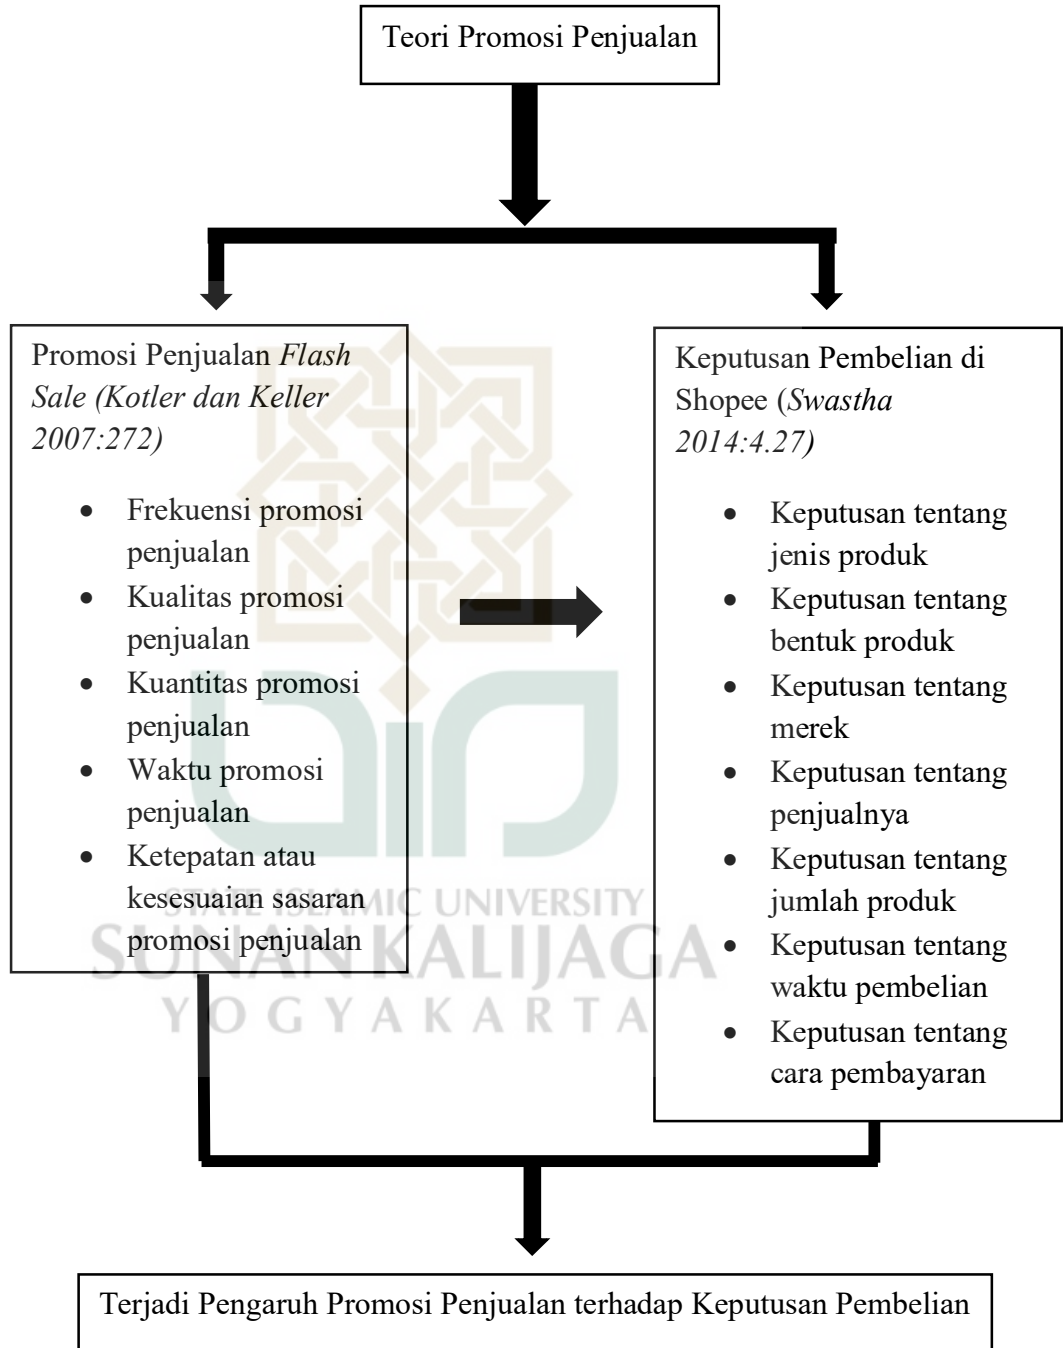 Teori Promosi Penjualan
Promosi Penjualan Flash
Sale (Kotler dan Keller
2007:272)
• Frekuensi promosi
penjualan
• Kualitas promosi
penjualan
• Kuantitas promosi
penjualan
• Waktu promosi
penjualan
• Ketepatan atau
kesesuaian sasaran
promosi penjualan
Keputusan Pembelian di
Shopee (Swastha
2014:4.27)
• Keputusan tentang
jenis produk
• Keputusan tentang
bentuk produk
• Keputusan tentang
merek
• Keputusan tentang
penjualnya
• Keputusan tentang
jumlah produk
• Keputusan tentang
waktu pembelian
• Keputusan tentang
cara pembayaran
STATE ISLAMIC UNIVERSITY
SUNAN KALIJAGA
YOGYAKARTA
Terjadi Pengaruh Promosi Penjualan terhadap Keputusan Pembelian